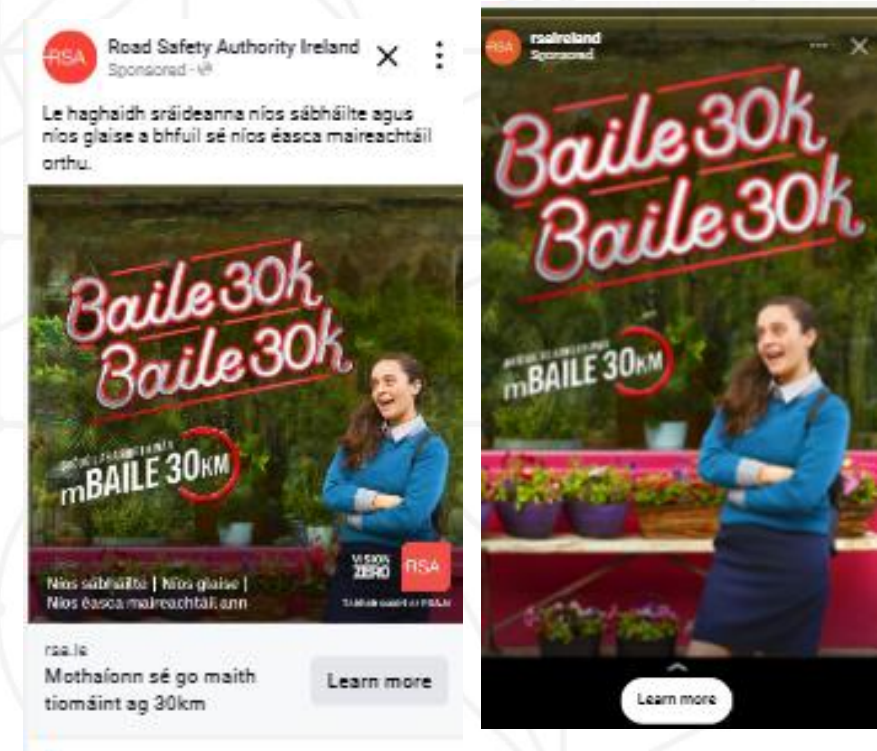 RSA
Road Safety Authority Ireland
Sponsored
Le haghaidh sráideanna níos sábháilte agus
níos glaise a bhfuil sé níos éasca maireachtáil
orthu.
Baile 30k
Baile 30k
mBAILE 30KM
Níos sábháilte | Níos glaise |
Níos éasca maireachtáil ann
VISION
ZERO
RSA
rsa.ie
Mothaíonn sé go maith
tiomáint ag 30km
Learn more
RSA
rsaireland
Sponsored
Baile 30k
Baile 30k
mBAILE 30KM
Learn more